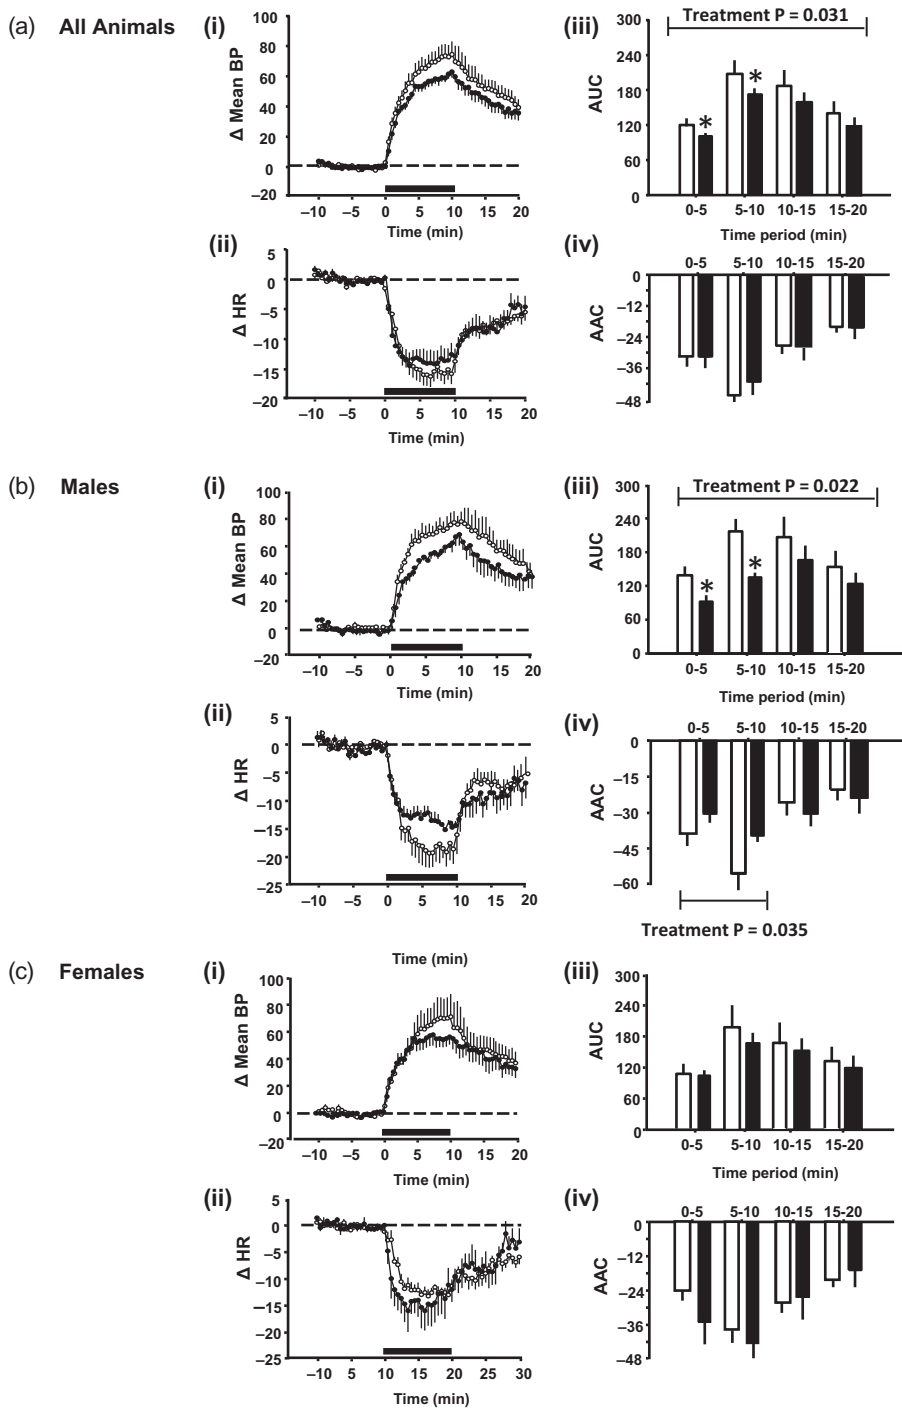 (a) All Animals
(i)
Δ Mean BP
100
80
60
40
20
0
–20
–10 –5 0 5 10 15 20
Time (min)
(iii)
Treatment P = 0.031
AUC
300
240
180
120
60
0
* *
0-5 5-10 10-15 15-20
Time period (min)
(ii)
Δ HR
5
0
–5
–10
–15
–20
–10 –5 0 5 10 15 20
Time (min)
(iv)
0-5 5-10 10-15 15-20
AAC
–12
–24
–36
–48
(b) Males
(i)
Δ Mean BP
100
80
60
40
20
0
–20
–10 –5 0 5 10 15 20
Time (min)
(iii)
Treatment P = 0.022
AUC
300
240
180
120
60
0
* *
0-5 5-10 10-15 15-20
Time period (min)
(ii)
Δ HR
5
0
–5
–10
–15
–20
–25
–10 –5 0 5 10 15 20
Time (min)
(iv)
0-5 5-10 10-15 15-20
AAC
0
–15
–30
–45
–60
Treatment P = 0.035
(c) Females
(i)
Δ Mean BP
100
80
60
40
20
0
–20
–10 –5 0 5 10 15 20
Time (min)
(iii)
AUC
300
240
180
120
60
0
0-5 5-10 10-15 15-20
Time period (min)
(ii)
Δ HR
5
0
–5
–10
–15
–20
–25
–10 –5 0 10 15 20 25 30
Time (min)
(iv)
0-5 5-10 10-15 15-20
AAC
0
–12
–24
–36
–48